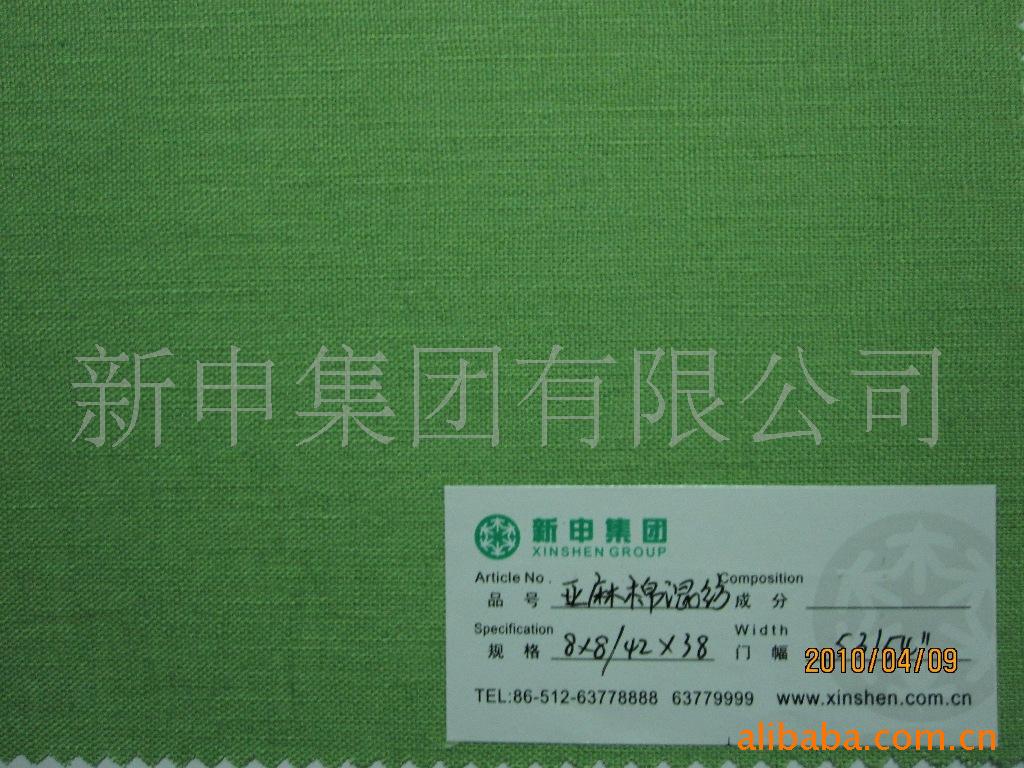 新申集团有限公司
新申集团
XINSHEN GROUP
Article No. 亚麻棉混纺 Composition
品 号 成 分
Specification 8×8/42×38 Width
规 格 门 幅 53/54"
2010/04/09
TEL:86-512-63778888 63779999 www.xinshen.com.cn
alibaba.com.cn